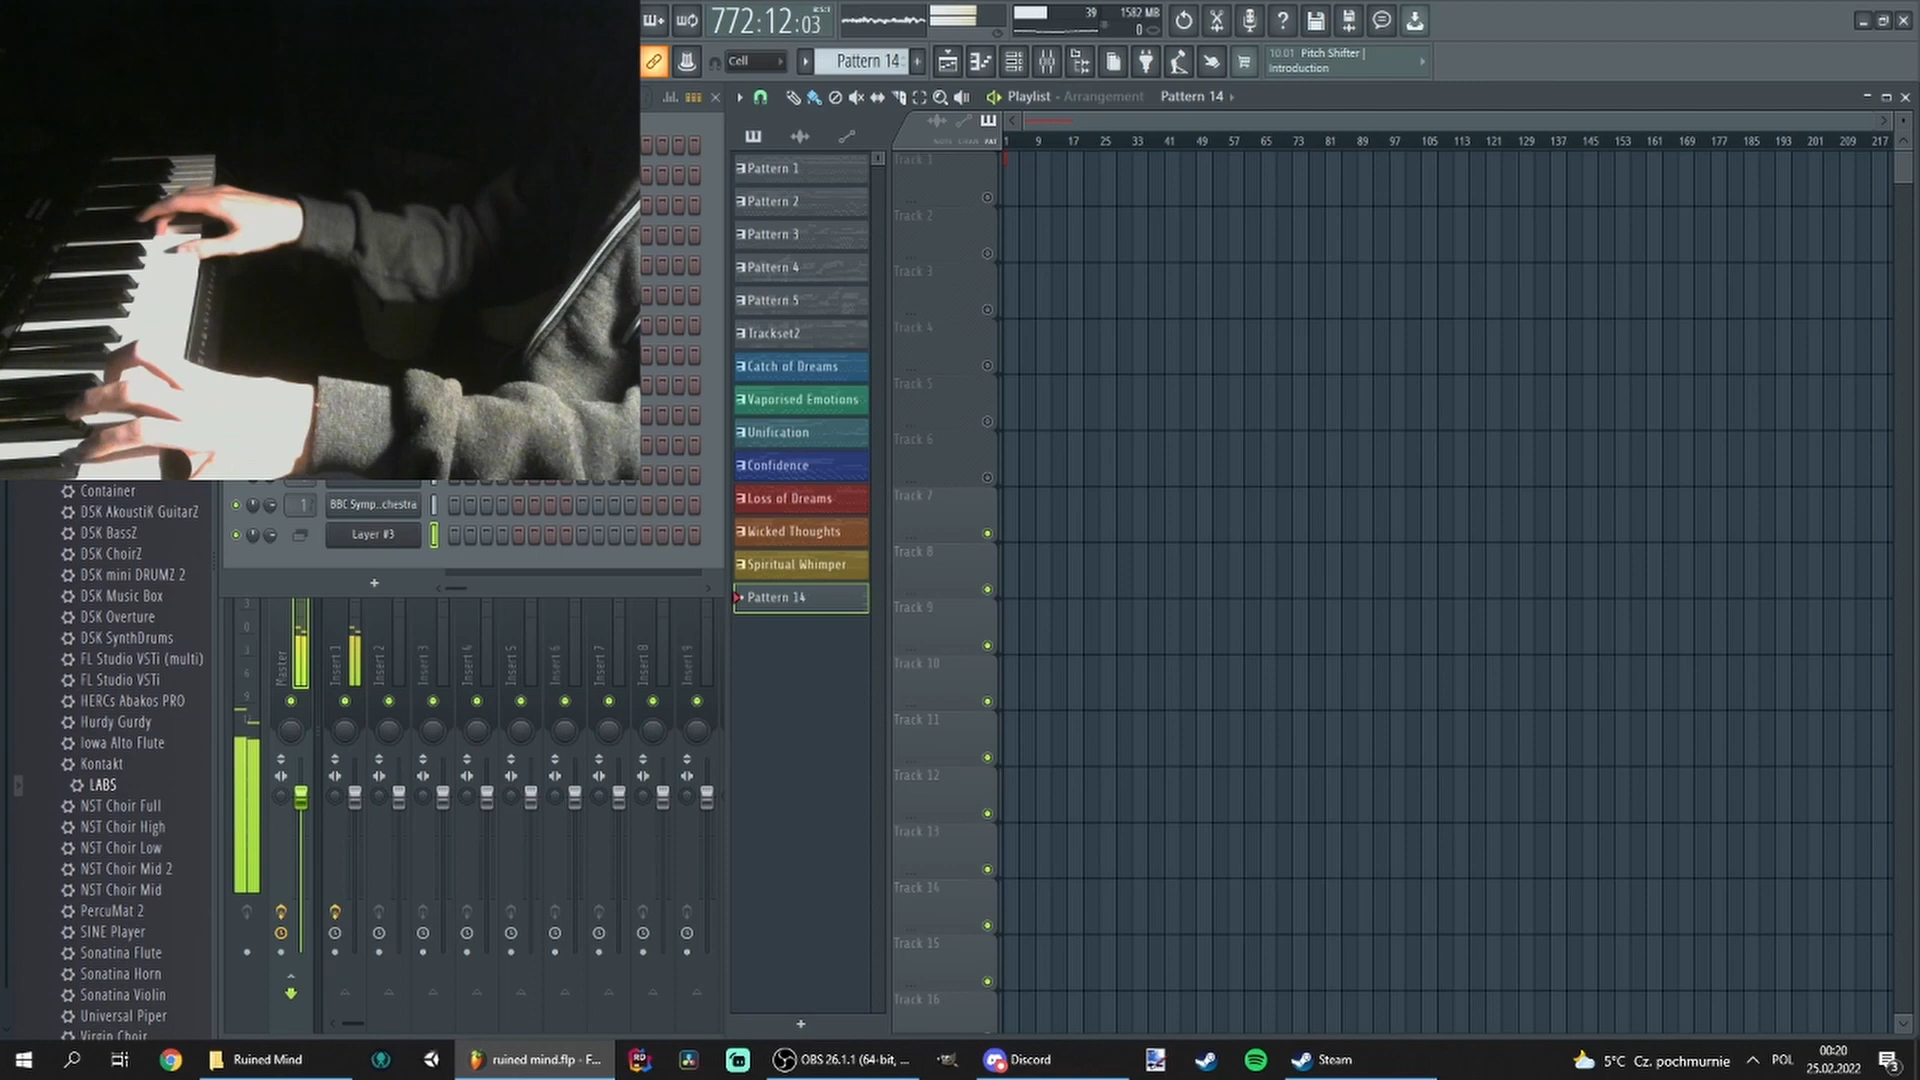 772:12:03
B:S:T
39
1582 MB
0
Cell
Pattern 14
10.01 Pitch Shifter |
Introduction
Playlist - Arrangement
Pattern 14
NOTE CHAN PAT
1 9 17 25 33 41 49 57 65 73 81 89 97 105 113 121 129 137 145 153 161 169 177 185 193 201 209 217
Pattern 1
Pattern 2
Pattern 3
Pattern 4
Pattern 5
Trackset2
Catch of Dreams
Vaporised Emotions
Unification
Confidence
Loss of Dreams
Wicked Thoughts
Spiritual Whimper
Pattern 14
Track 1
Track 2
Track 3
Track 4
Track 5
Track 6
Track 7
Track 8
Track 9
Track 10
Track 11
Track 12
Track 13
Track 14
Track 15
Track 16
Container
DSK AkoustiK GuitarZ
DSK BassZ
DSK ChoirZ
DSK mini DRUMZ 2
DSK Music Box
DSK Overture
DSK SynthDrums
FL Studio VSTi (multi)
FL Studio VSTi
HERCs Abakos PRO
Hurdy Gurdy
Iowa Alto Flute
Kontakt
LABS
NST Choir Full
NST Choir High
NST Choir Low
NST Choir Mid 2
NST Choir Mid
PercuMat 2
SINE Player
Sonatina Flute
Sonatina Horn
Sonatina Violin
Universal Piper
Virgin Choir
1
BBC Symp..chestra
Layer #3
3
0
3
6
9
Master
Insert 1
Insert 2
Insert 3
Insert 4
Insert 5
Insert 6
Insert 7
Insert 8
Insert 9
Ruined Mind
ruined mind.flp - F...
OBS 26.1.1 (64-bit, ...
Discord
Steam
5°C Cz. pochmurnie
POL
00:20
25.02.2022
3